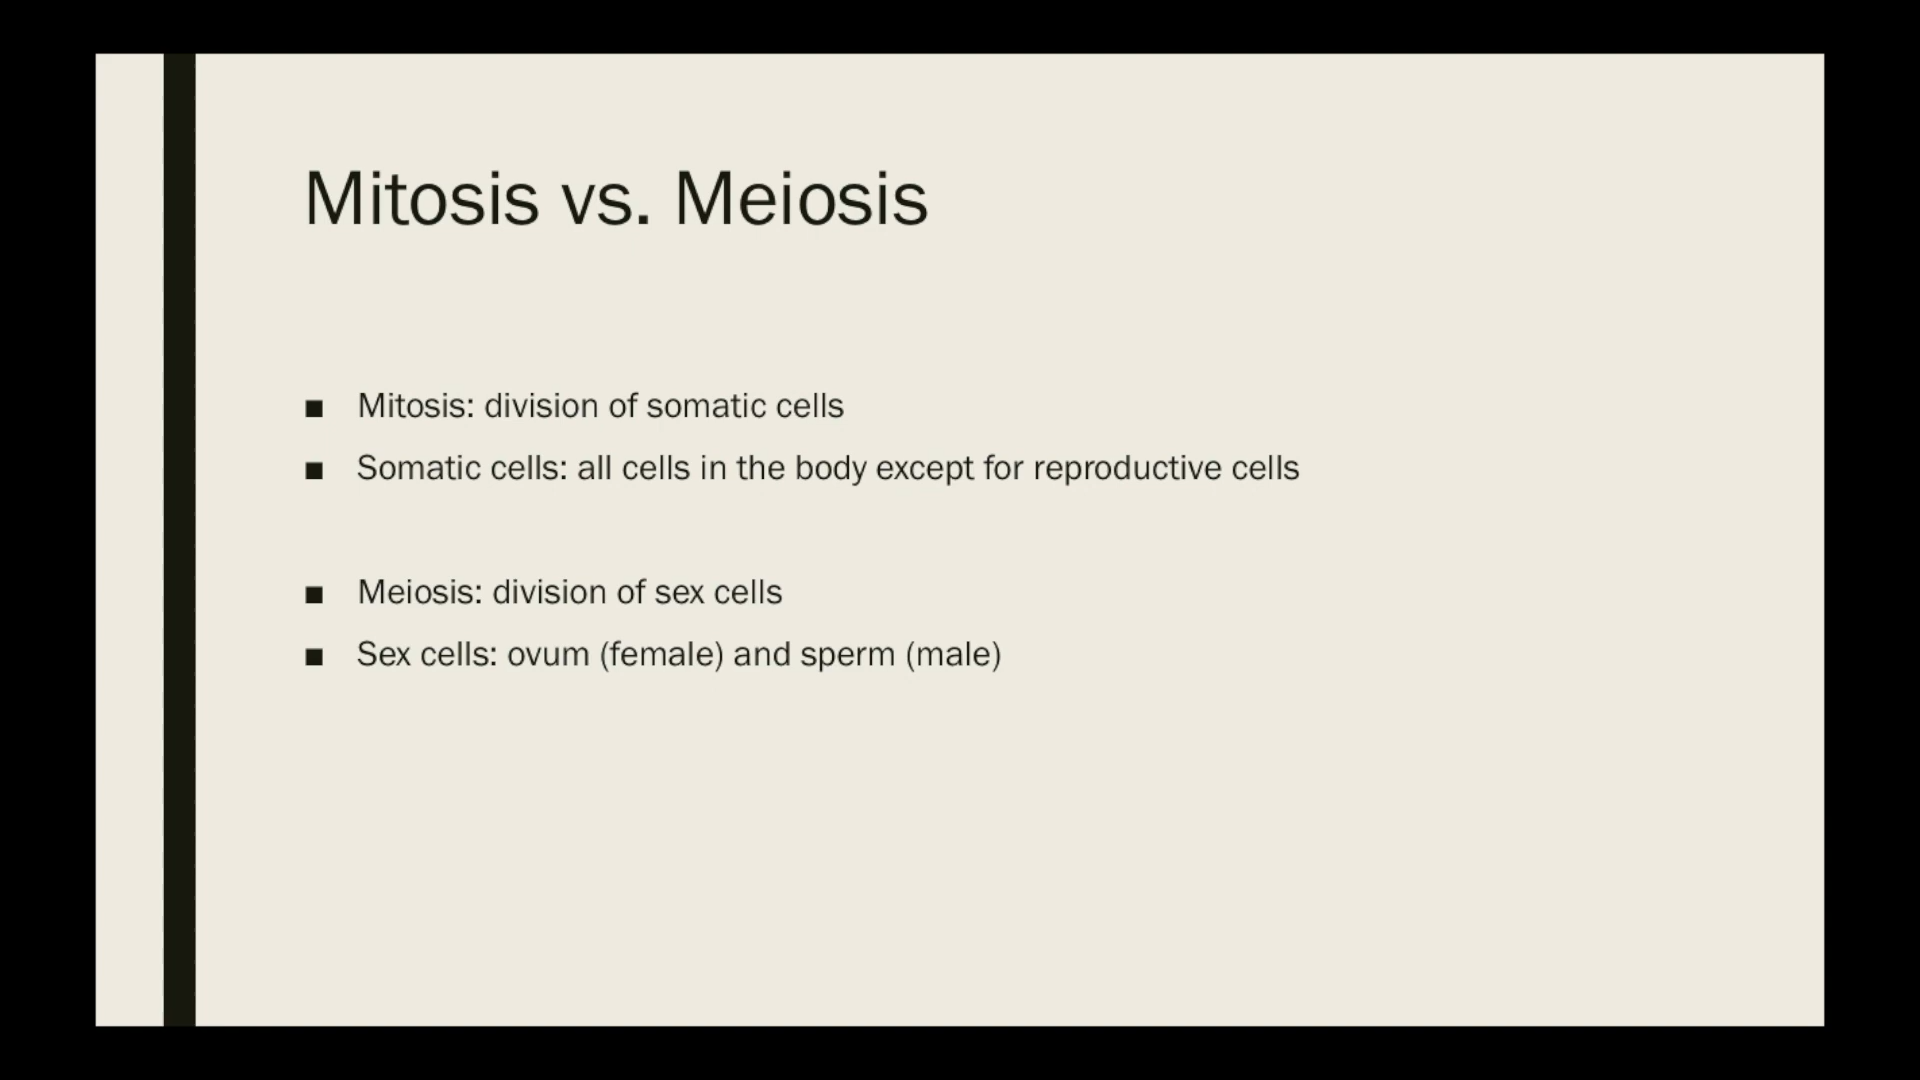 Mitosis vs. Meiosis
■ Mitosis: division of somatic cells
■ Somatic cells: all cells in the body except for reproductive cells
■ Meiosis: division of sex cells
■ Sex cells: ovum (female) and sperm (male)